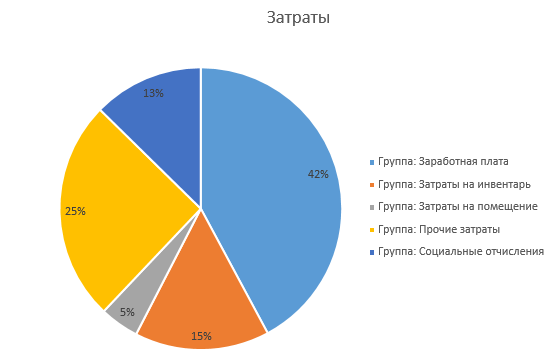 Затраты
13%
42%
25%
5%
15%
Группа: Заработная плата
Группа: Затраты на инвентарь
Группа: Затраты на помещение
Группа: Прочие затраты
Группа: Социальные отчисления